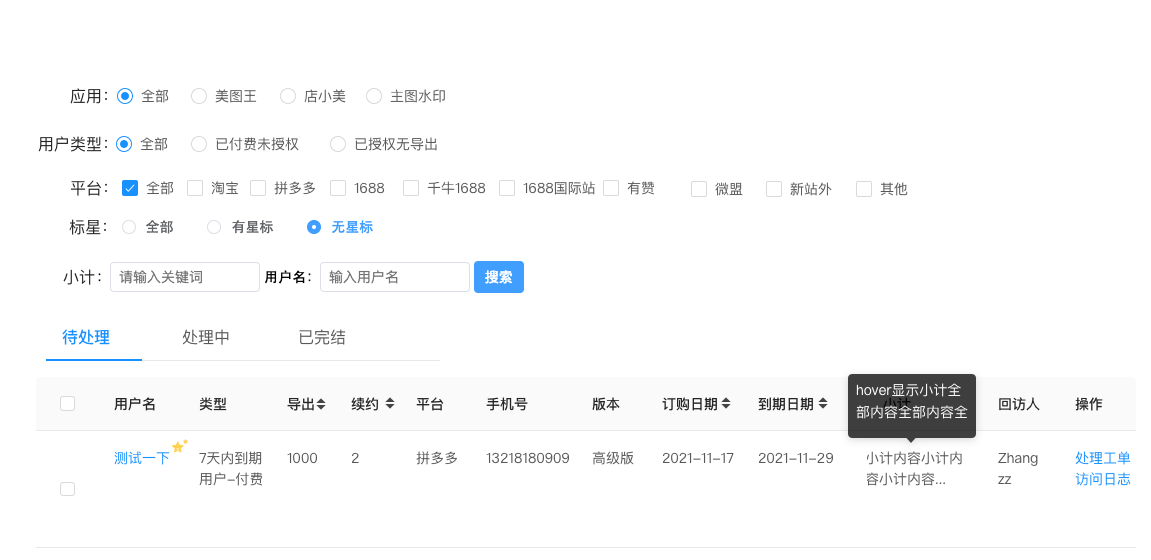 应用： 全部 美图王 店小美 主图水印
用户类型： 全部 已付费未授权 已授权无导出
平台： 全部 淘宝 拼多多 1688 千牛1688 1688国际站 有赞 微盟 新站外 其他
标星： 全部 有星标 无星标
小计： 请输入关键词 用户名： 输入用户名 搜索
待处理 处理中 已完结
hover显示小计全
部内容全部内容全
用户名 类型 导出 续约 平台 手机号 版本 订购日期 到期日期 小计 回访人 操作
测试一下 7天内到期 1000 2 拼多多 13218180909 高级版 2021-11-17 2021-11-29 小计内容小计内 Zhang 处理工单
用户-付费 容小计内容... zz 访问日志